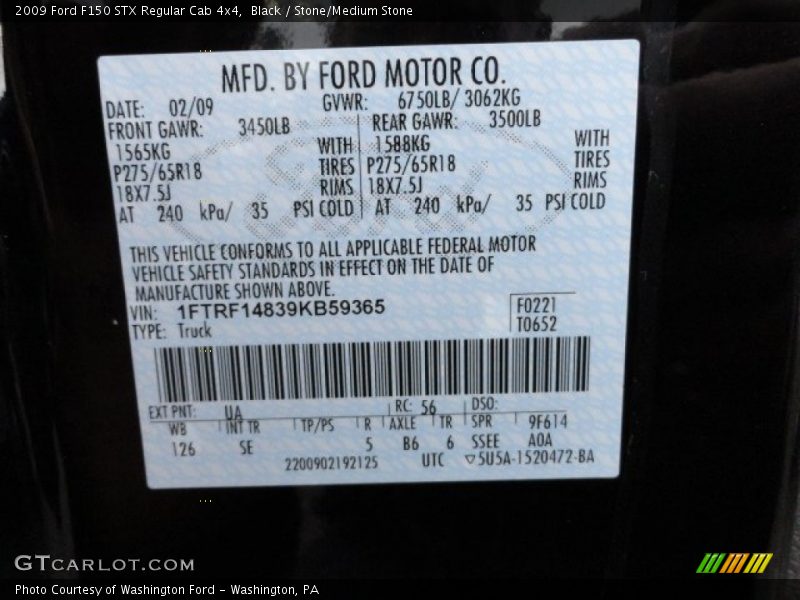 2009 Ford F150 STX Regular Cab 4x4, Black / Stone/Medium Stone
MFD. BY FORD MOTOR CO.
DATE: 02/09 GVWR: 6750LB/ 3062KG
FRONT GAWR: 3450LB REAR GAWR: 3500LB
1565KG WITH 1588KG WITH
P275/65R18 TIRES P275/65R18 TIRES
18X7.5J RIMS 18X7.5J RIMS
AT 240 kPa/ 35 PSI COLD AT 240 kPa/ 35 PSI COLD
THIS VEHICLE CONFORMS TO ALL APPLICABLE FEDERAL MOTOR
VEHICLE SAFETY STANDARDS IN EFFECT ON THE DATE OF
MANUFACTURE SHOWN ABOVE.
VIN: 1FTRF14839KB59365 F0221
TYPE: Truck T0652
EXT PNT: UA RC: 56 DSO:
WB INT TR TP/PS R AXLE TR SPR 9F614
126 SE 5 B6 6 SSEE A0A
2200902192125 UTC ▽5U5A-1520472-BA
GTCARLOT.COM
Photo Courtesy of Washington Ford - Washington, PA